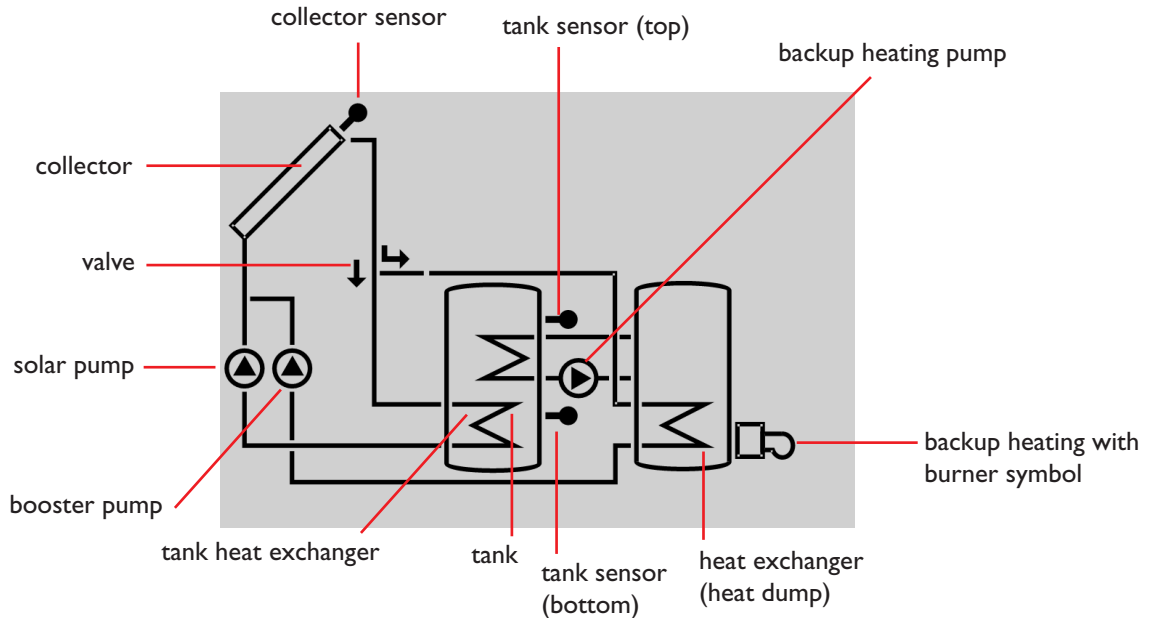 collector sensor
tank sensor (top)
backup heating pump
collector
valve
solar pump
backup heating with
burner symbol
booster pump
tank heat exchanger
tank
tank sensor
(bottom)
heat exchanger
(heat dump)